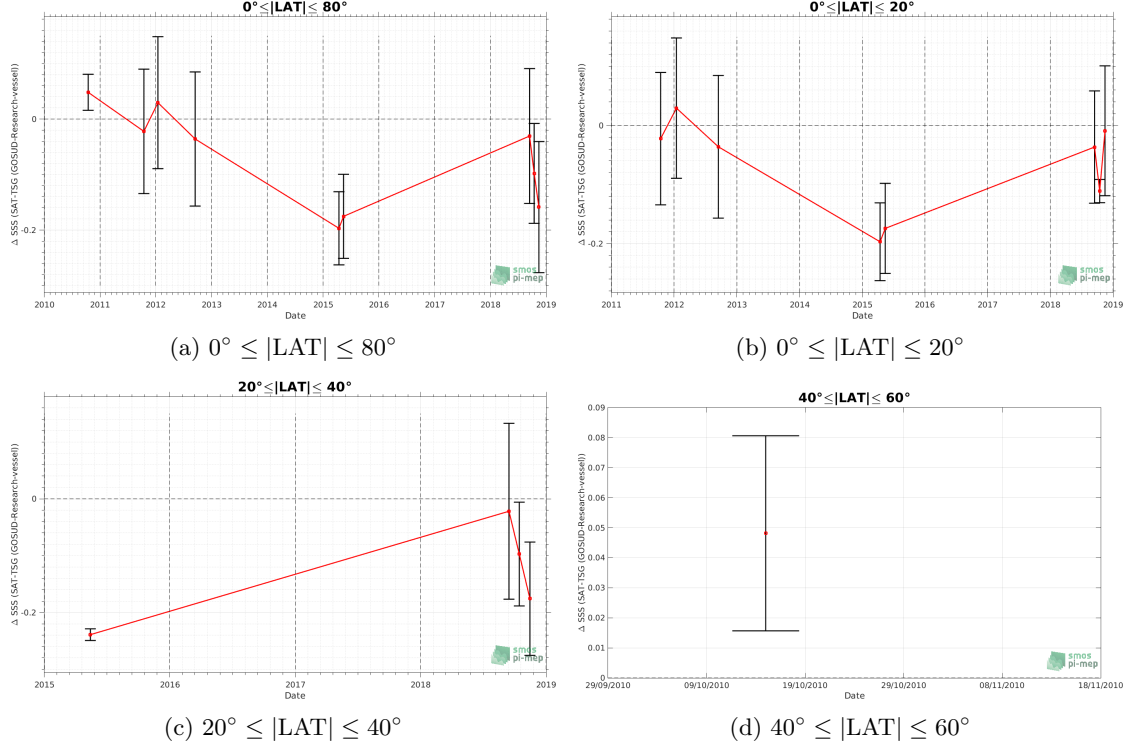 0°≤|LAT|≤ 80°
Δ SSS (SAT-TSG (GOSUD-Research-vessel))
0
-0.2
2010 2011 2012 2013 2014 2015 2016 2017 2018 2019
Date
smos
pi-mep
(a) 0° ≤ |LAT| ≤ 80°
0°≤|LAT|≤ 20°
Δ SSS (SAT-TSG (GOSUD-Research-vessel))
0
-0.2
2011 2012 2013 2014 2015 2016 2017 2018 2019
Date
smos
pi-mep
(b) 0° ≤ |LAT| ≤ 20°
20°≤|LAT|≤ 40°
Δ SSS (SAT-TSG (GOSUD-Research-vessel))
0
-0.2
2015 2016 2017 2018 2019
Date
smos
pi-mep
(c) 20° ≤ |LAT| ≤ 40°
40°≤|LAT|≤ 60°
Δ SSS (SAT-TSG (GOSUD-Research-vessel))
0.09
0.08
0.07
0.06
0.05
0.04
0.03
0.02
0.01
0
29/09/2010 09/10/2010 19/10/2010 29/10/2010 08/11/2010 18/11/2010
Date
smos
pi-mep
(d) 40° ≤ |LAT| ≤ 60°